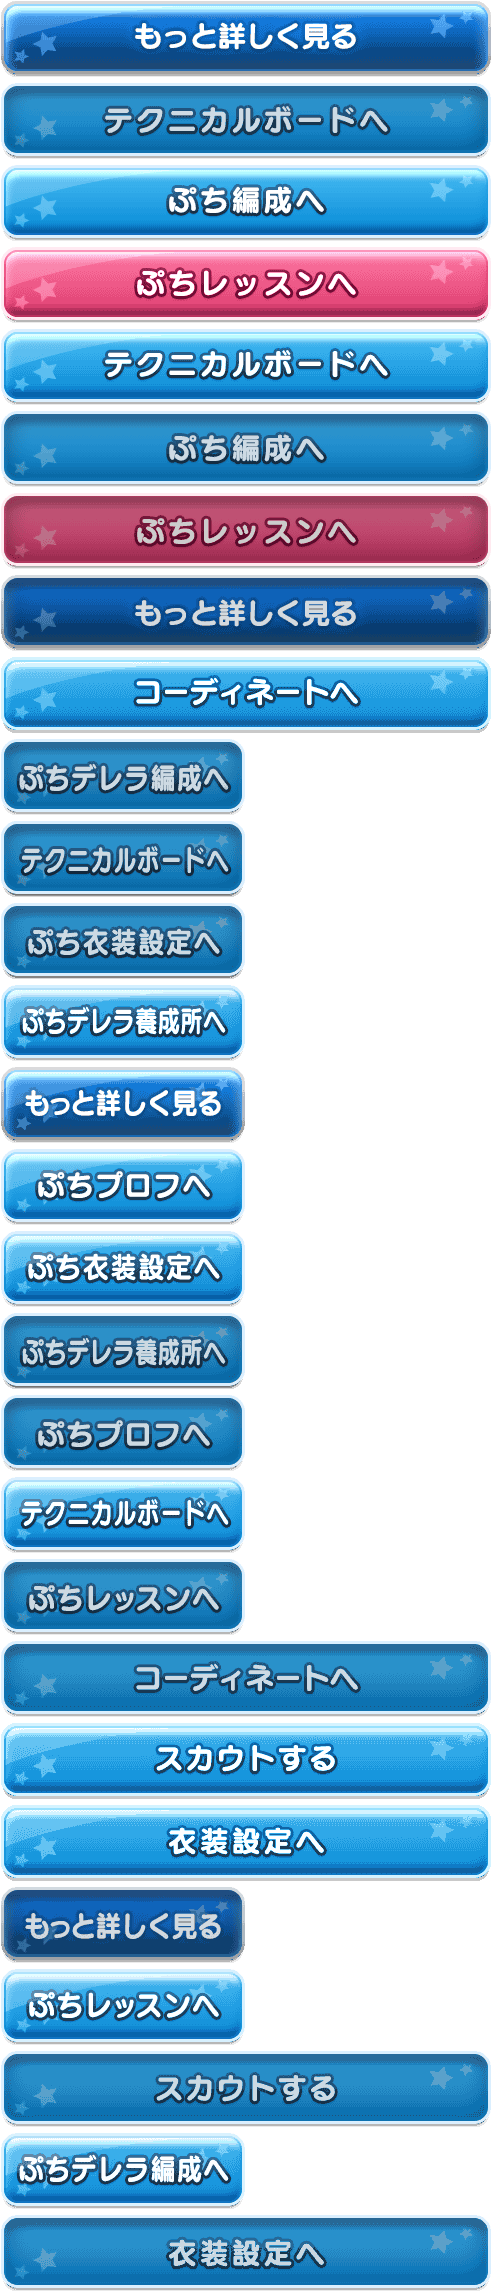 もっと詳しく見る
テクニカルボードへ
ぷち編成へ
ぷちレッスンへ
テクニカルボードへ
ぷち編成へ
ぷちレッスンへ
もっと詳しく見る
コーディネートへ
ぷちデレラ編成へ
テクニカルボードへ
ぷち衣装設定へ
ぷちデレラ養成所へ
もっと詳しく見る
ぷちプロフへ
ぷち衣装設定へ
ぷちデレラ養成所へ
ぷちプロフへ
テクニカルボードへ
ぷちレッスンへ
コーディネートへ
スカウトする
衣装設定へ
もっと詳しく見る
ぷちレッスンへ
スカウトする
ぷちデレラ編成へ
衣装設定へ